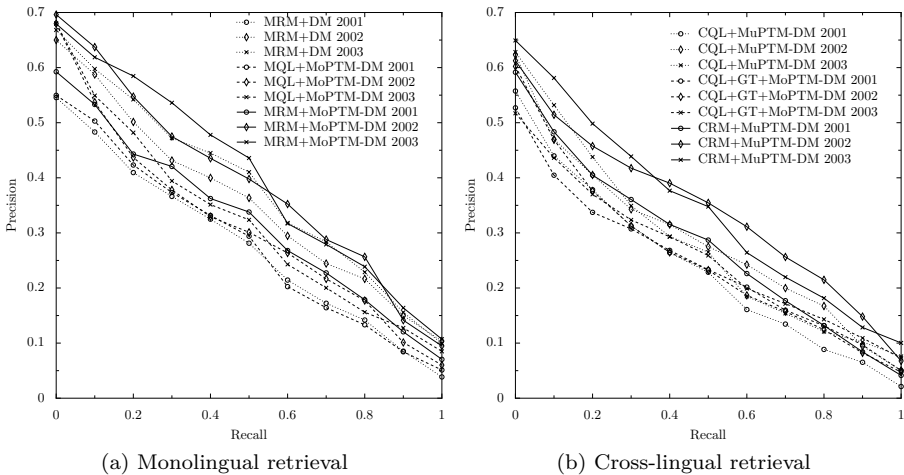 0.7
0.6
0.5
0.4
0.3
0.2
0.1
0
Precision
0 0.2 0.4 0.6 0.8 1
Recall
MRM+DM 2001
MRM+DM 2002
MRM+DM 2003
MQL+MoPTM-DM 2001
MQL+MoPTM-DM 2002
MQL+MoPTM-DM 2003
MRM+MoPTM-DM 2001
MRM+MoPTM-DM 2002
MRM+MoPTM-DM 2003
(a) Monolingual retrieval
0.7
0.6
0.5
0.4
0.3
0.2
0.1
0
Precision
0 0.2 0.4 0.6 0.8 1
Recall
CQL+MuPTM-DM 2001
CQL+MuPTM-DM 2002
CQL+MuPTM-DM 2003
CQL+GT+MoPTM-DM 2001
CQL+GT+MoPTM-DM 2002
CQL+GT+MoPTM-DM 2003
CRM+MuPTM-DM 2001
CRM+MuPTM-DM 2002
CRM+MuPTM-DM 2003
(b) Cross-lingual retrieval